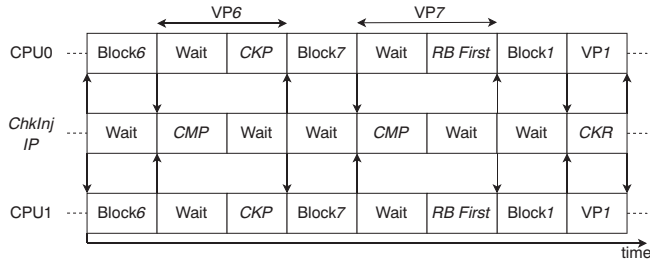 VP6 VP7
CPU0 Block6 Wait CKP Block7 Wait RB First Block1 VP1
ChkInj
IP
Wait CMP Wait Wait CMP Wait Wait CKR
CPU1 Block6 Wait CKP Block7 Wait RB First Block1 VP1
time